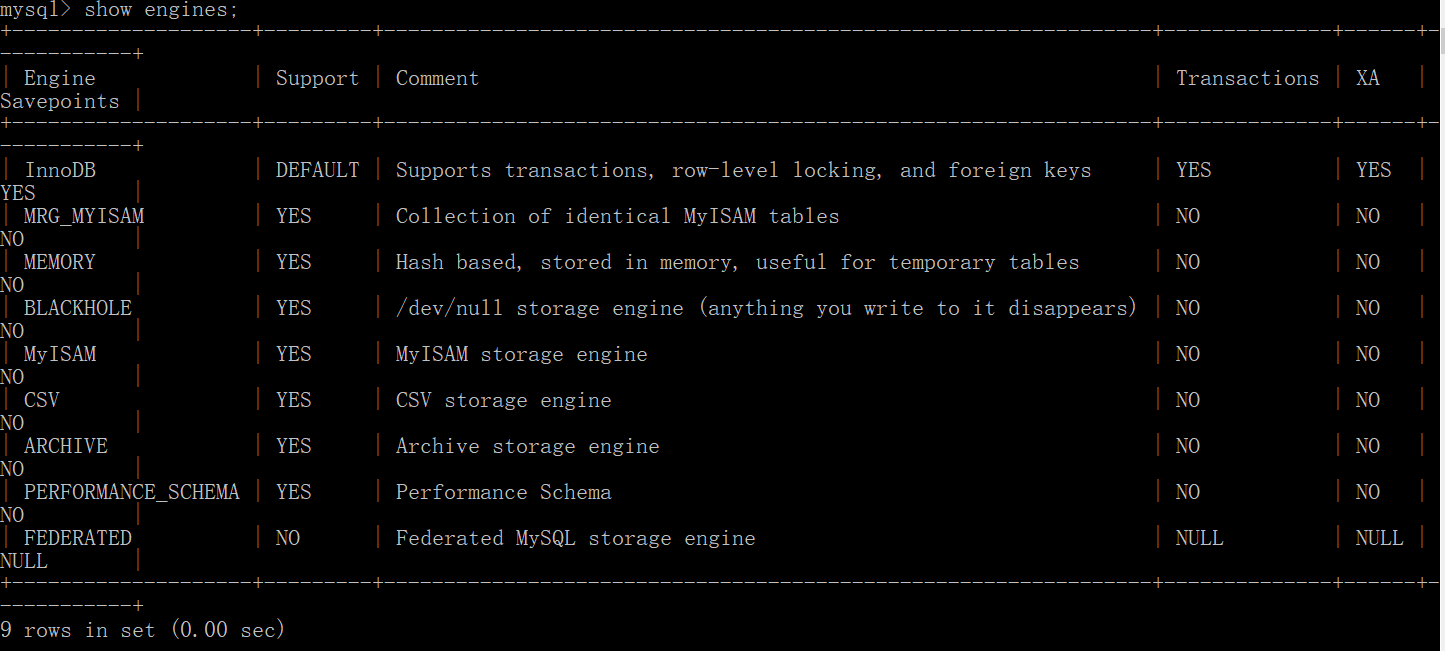 mysql> show engines;
+--------------------+---------+----------------------------------------------------------------+--------------+------+-
-----------+
| Engine             | Support | Comment                                                        | Transactions | XA   |
Savepoints |
+--------------------+---------+----------------------------------------------------------------+--------------+------+-
-----------+
| InnoDB             | DEFAULT | Supports transactions, row-level locking, and foreign keys     | YES          | YES  |
YES        |
| MRG_MYISAM         | YES     | Collection of identical MyISAM tables                          | NO           | NO   |
NO         |
| MEMORY             | YES     | Hash based, stored in memory, useful for temporary tables      | NO           | NO   |
NO         |
| BLACKHOLE          | YES     | /dev/null storage engine (anything you write to it disappears) | NO           | NO   |
NO         |
| MyISAM             | YES     | MyISAM storage engine                                          | NO           | NO   |
NO         |
| CSV                | YES     | CSV storage engine                                             | NO           | NO   |
NO         |
| ARCHIVE            | YES     | Archive storage engine                                         | NO           | NO   |
NO         |
| PERFORMANCE_SCHEMA | YES     | Performance Schema                                             | NO           | NO   |
NO         |
| FEDERATED          | NO      | Federated MySQL storage engine                                 | NULL         | NULL |
NULL       |
+--------------------+---------+----------------------------------------------------------------+--------------+------+-
-----------+
9 rows in set (0.00 sec)